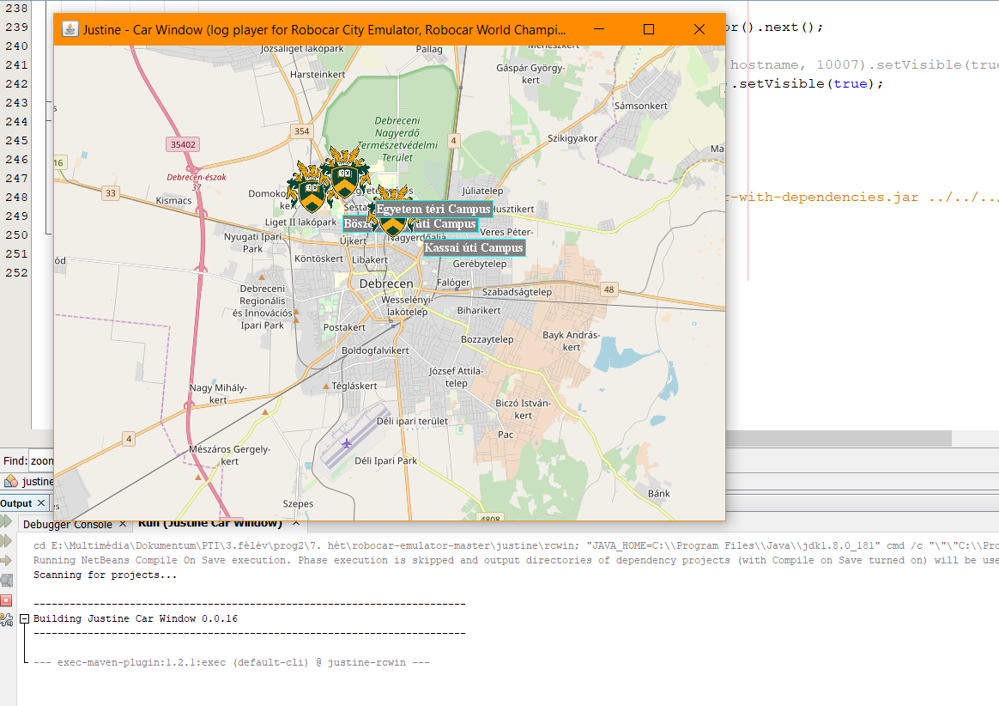 238
239
240
241
242
243
244
245
246
247
248
249
250
251
252
Justine - Car Window (log player for Robocar City Emulator, Robocar World Champi...
or().next();
hostname, 10007).setVisible(true
).setVisible(true);
r-with-dependencies.jar ../../../
Józsaliget lakópark
Pallag
Harsteinkert
Gáspár György-
kert
Sámsonkert
Debreceni
Nagyerdő
Természetvédelmi
Terület
354
4
35402
Szikigyakor
16
Debrecen-észak
37
33
Kismacs
Júliatelep
Egyetem téri Campus
Liget II lakópark
úti Campus
Veres Péter-
Nyugati Ipari
Park
Újkert
Nagyerdőalja
Kassai úti Campus
Köntöskert
Libakert
Gerébytelep
Debrecen
Falóger
Szabadságtelep
48
Debreceni
Regionális
és Innovációs
Ipari Park
Wesselényi-
lakótelep
Biharikert
Postakert
Bozzaytelep
Bayk András-
kert
Boldogfalvikert
József Attila-
telep
Tégláskert
Nagy Mihály-
kert
Biczó István-
kert
Déli ipari terület
Pac
4
Mészáros Gergely-
kert
Déli Ipari Park
Szepes
Bánk
4808
Find: zoom
justine
Output
Debugger Console
Run (Justine Car Window)
cd E:\Multimédia\Dokumentum\PTI\3.félév\prog2\7. hét\robocar-emulator-master\justine\rcwin; "JAVA_HOME=C:\\Program Files\\Java\\jdk1.8.0_181" cmd /c "\"\"C:\\Pro
Running NetBeans Compile On Save execution. Phase execution is skipped and output directories of dependency projects (with Compile on Save turned on) will be use
Scanning for projects...
------------------------------------------------------------------------
Building Justine Car Window 0.0.16
------------------------------------------------------------------------
--- exec-maven-plugin:1.2.1:exec (default-cli) @ justine-rcwin ---